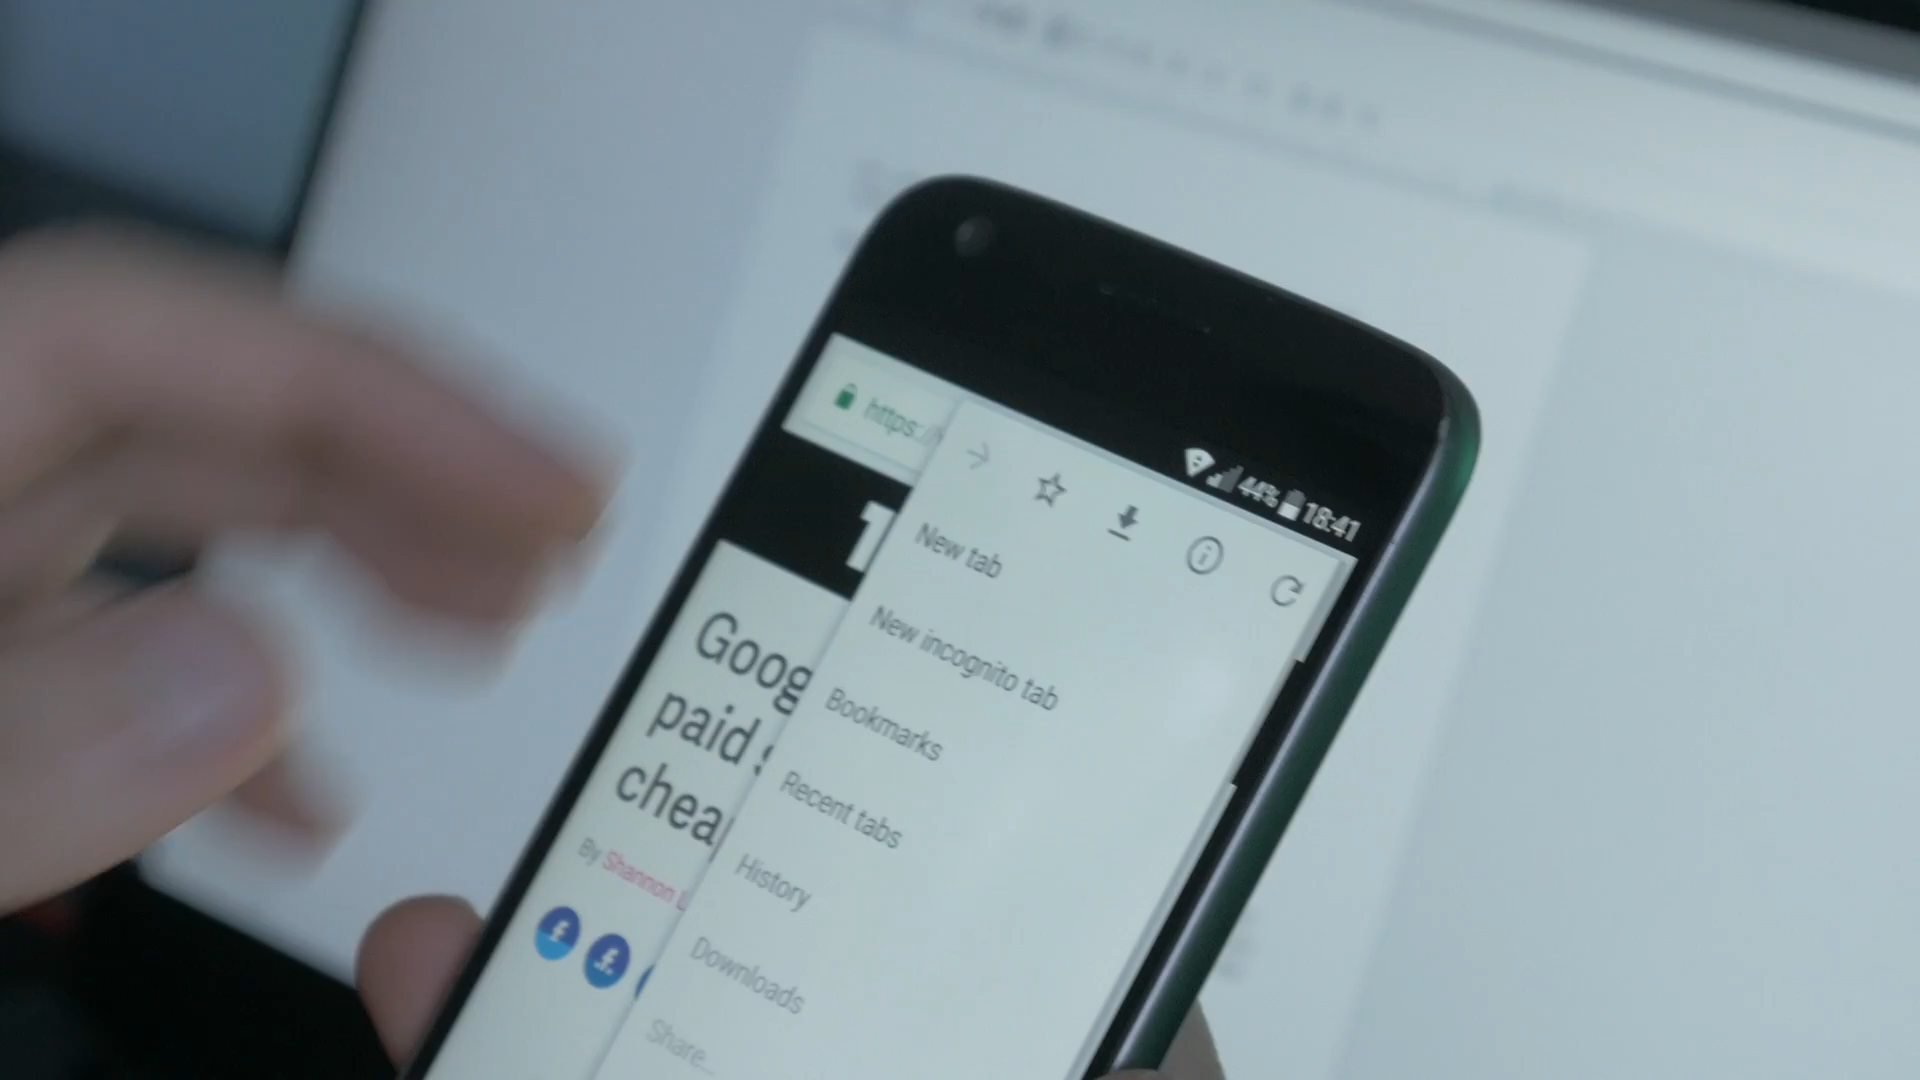 44% 18:41
https:/
New tab
New incognito tab
Bookmarks
Recent tabs
History
Downloads
Share...
Goog
paid
chea
By Shannon L